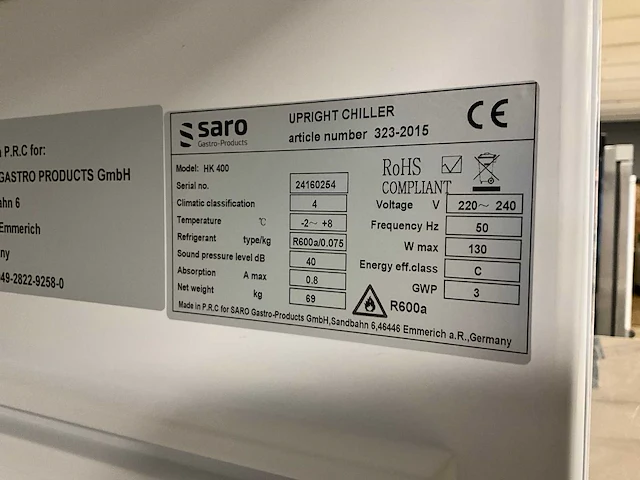 n P.R.C for:
GASTRO PRODUCTS GmbH
ahn 6
Emmerich
ny
049-2822-9258-0
saro
Gastro-Products
UPRIGHT CHILLER
article number 323-2015
CE
Model: HK 400
RoHS
COMPLIANT
Serial no. 24160254
Climatic classification 4
Temperature °C -2～ +8
Refrigerant type/kg R600a/0.075
Sound pressure level dB 40
Absorption A max 0.8
Net weight kg 69
Voltage V 220～ 240
Frequency Hz 50
W max 130
Energy eff.class C
GWP 3
R600a
Made in P.R.C for SARO Gastro-Products GmbH,Sandbahn 6,46446 Emmerich a.R.,Germany